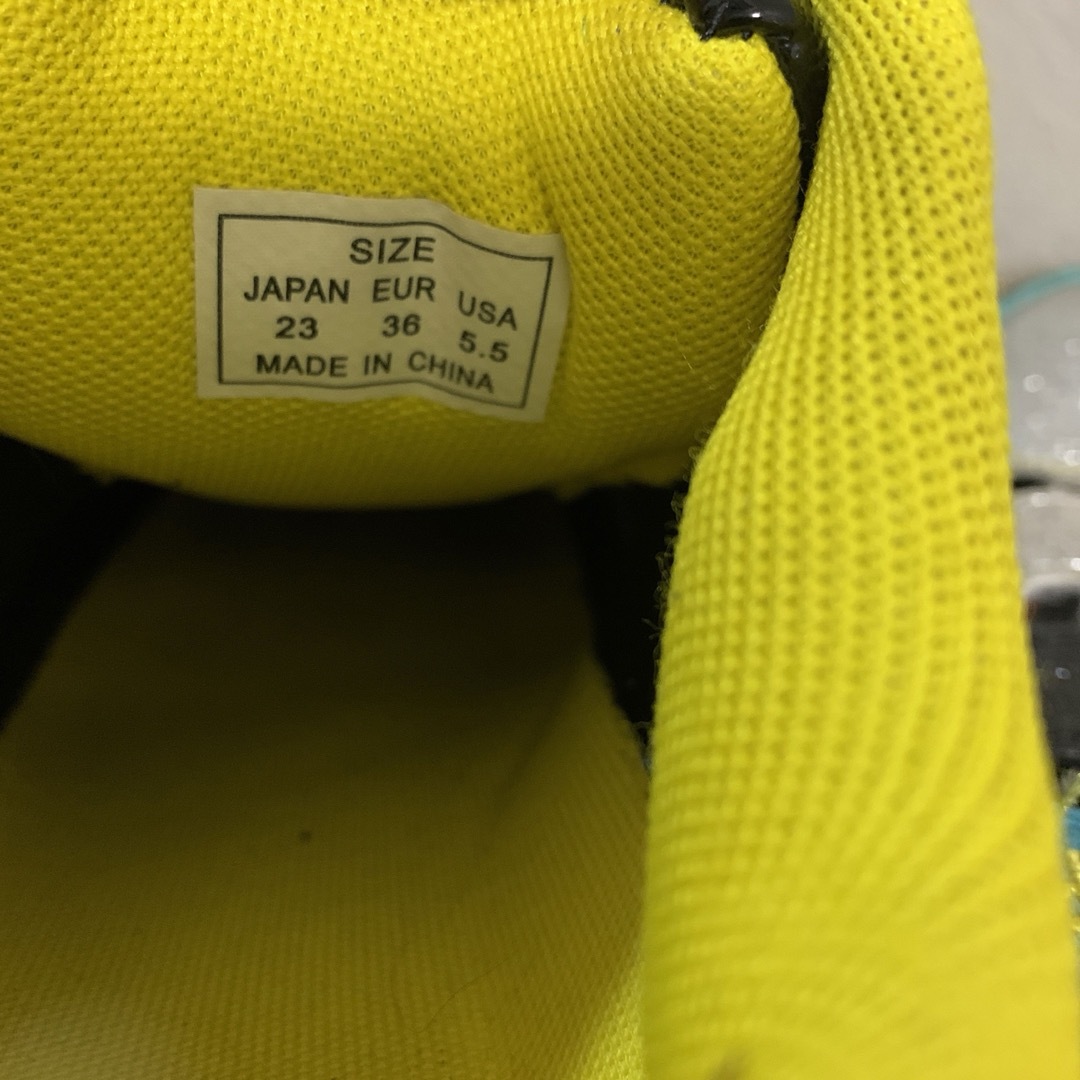 SIZE
JAPAN EUR USA
23 36 5.5
MADE IN CHINA